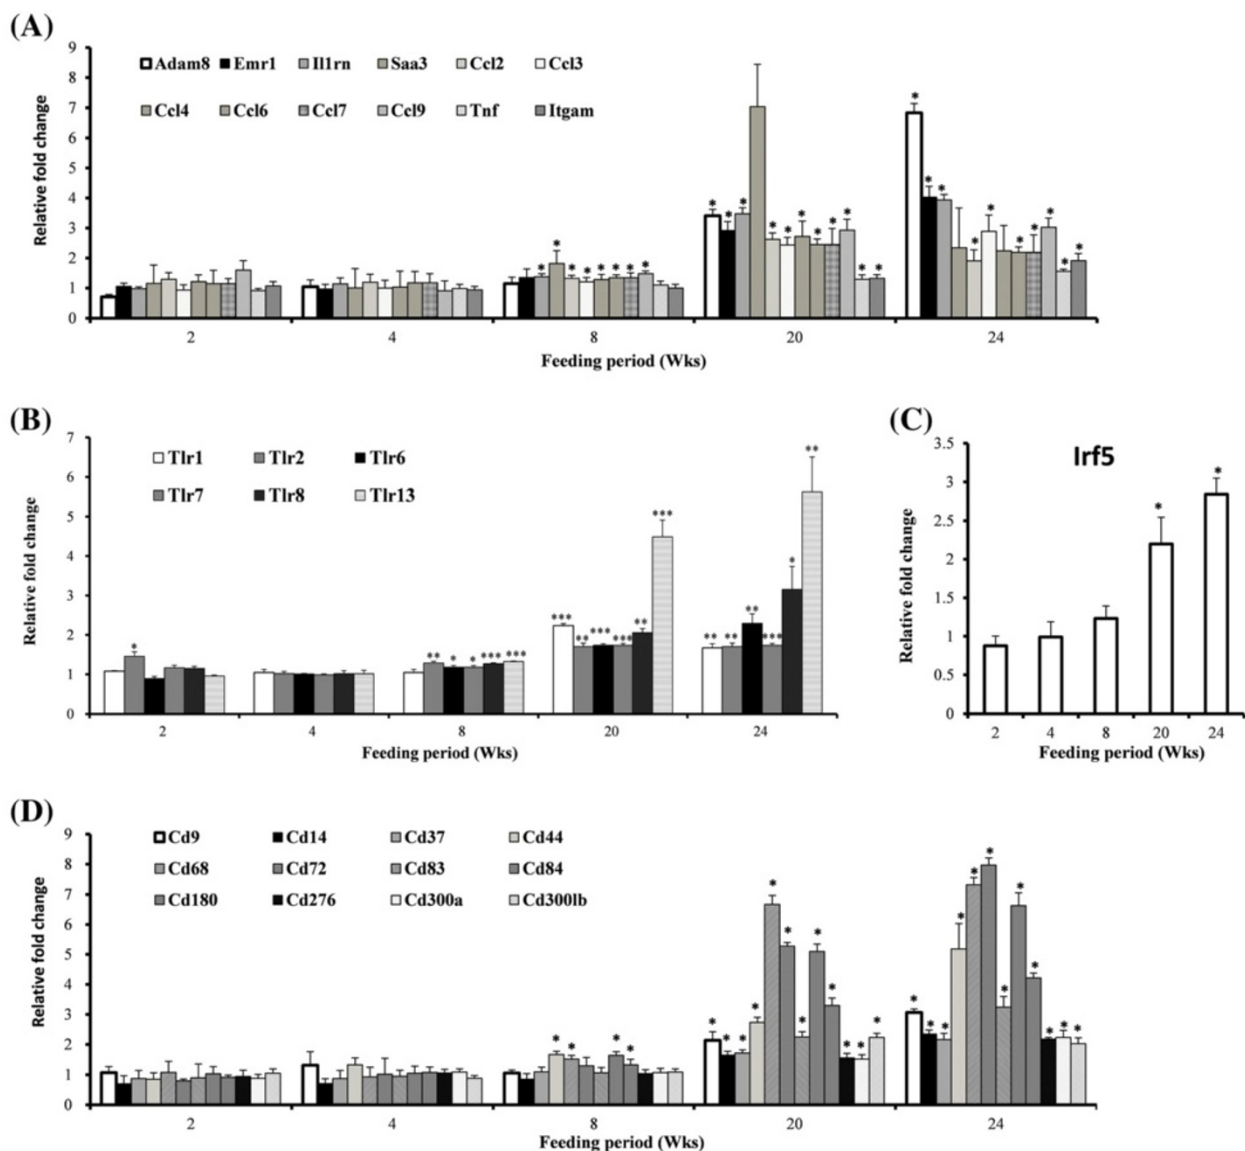 (A)
9
8
7
6
5
4
3
2
1
0
Relative fold change
Adam8 Emr1 Il1rn Saa3 Ccl2 Ccl3
Ccl4 Ccl6 Ccl7 Ccl9 Tnf Itgam
* * * * * * * *
* * * * * * * * * * *
* * * * * * * * * *
2 4 8 20 24
Feeding period (Wks)
(B)
7
6
5
4
3
2
1
0
Relative fold change
Tlr1 Tlr2 Tlr6
Tlr7 Tlr8 Tlr13
*
** * * *** ***
*** ** *** *** ** ***
** ** ** *** * **
2 4 8 20 24
Feeding period (Wks)
(C)
Irf5
3.5
3
2.5
2
1.5
1
0.5
0
Relative fold change
* *
2 4 8 20 24
Feeding period (Wks)
(D)
9
8
7
6
5
4
3
2
1
0
Relative fold change
Cd9 Cd14 Cd37 Cd44
Cd68 Cd72 Cd83 Cd84
Cd180 Cd276 Cd300a Cd300lb
* * * *
* * * * * * * * * * * *
* * * * * * * * * * * *
2 4 8 20 24
Feeding period (Wks)